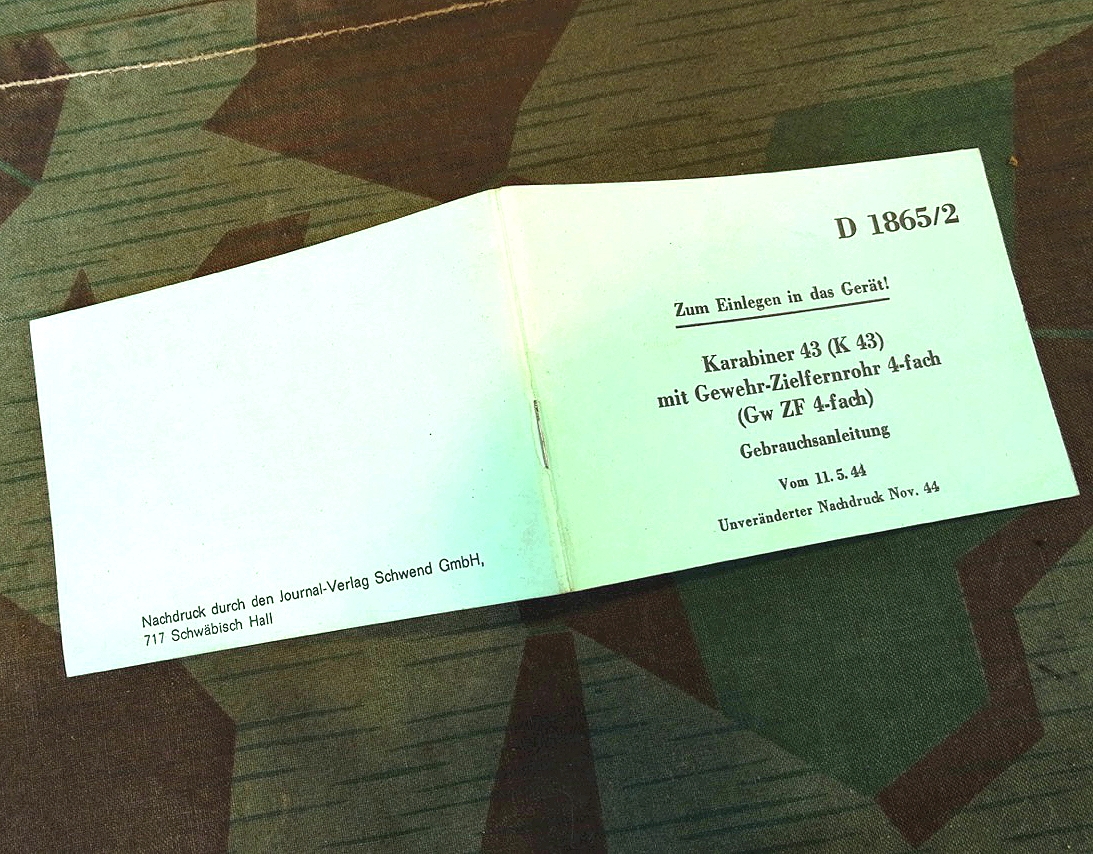 Nachdruck durch den Journal-Verlag Schwend GmbH,
717 Schwäbisch Hall
D 1865/2
Zum Einlegen in das Gerät!
Karabiner 43 (K 43)
mit Gewehr-Zielfernrohr 4-fach
(Gw ZF 4-fach)
Gebrauchsanleitung
Vom 11. 5. 44
Unveränderter Nachdruck Nov. 44